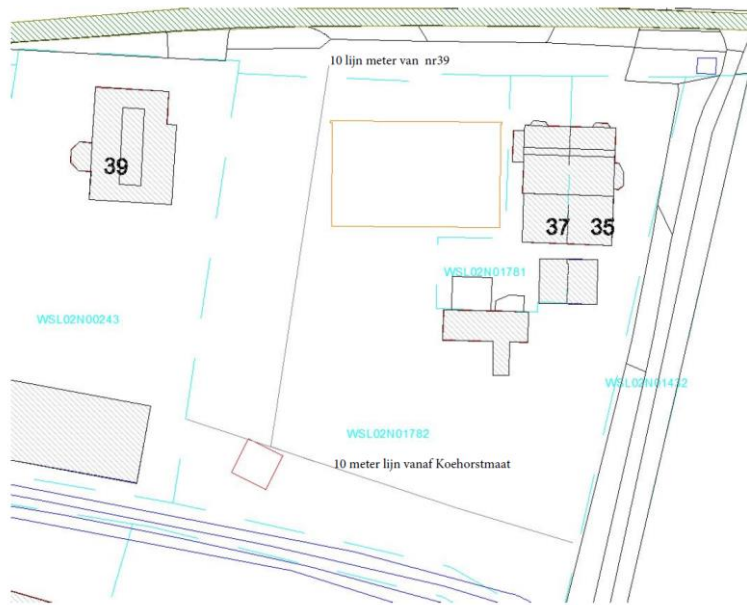 10 lijn meter van nr39
39
37 35
WSL02N01781
WSL02N00243
WSL02N01432
WSL02N01782
10 meter lijn vanaf Koehorstmaat